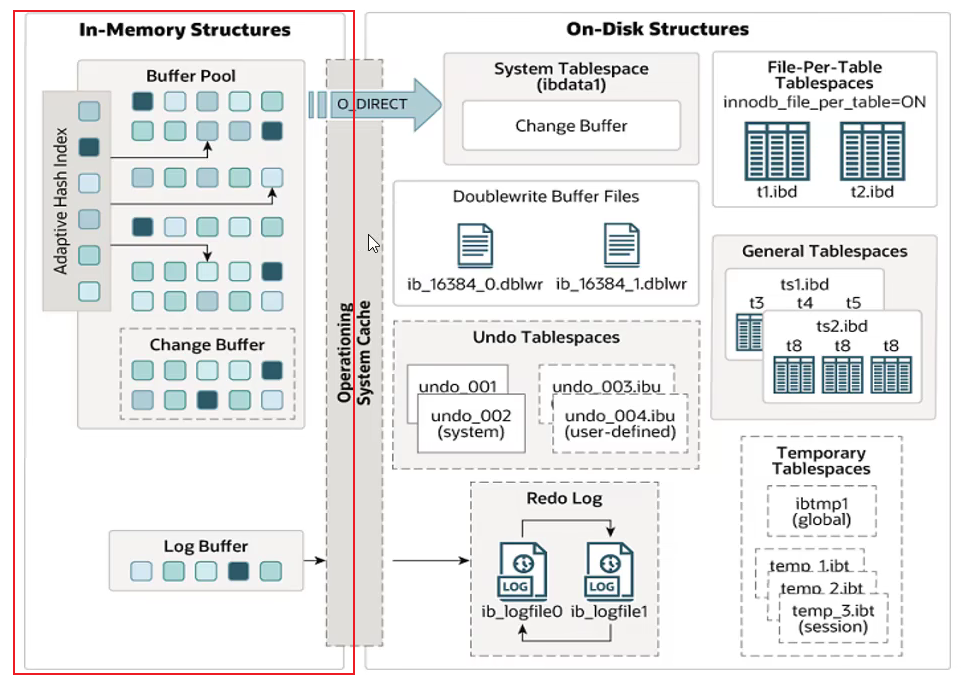 In-Memory Structures
Buffer Pool
Adaptive Hash Index
Change Buffer
Log Buffer
O_DIRECT
Operationing
System Cache
On-Disk Structures
System Tablespace
(ibdata1)
Change Buffer
Doublewrite Buffer Files
ib_16384_0.dblwr
ib_16384_1.dblwr
Undo Tablespaces
undo_001
undo_002
(system)
undo_003.ibu
undo_004.ibu
(user-defined)
Redo Log
LOG
LOG
ib_logfile0
ib_logfile1
File-Per-Table
Tablespaces
innodb_file_per_table=ON
t1.ibd
t2.ibd
General Tablespaces
ts1.ibd
t3 t4 t5
ts2.ibd
t8 t8 t8
Temporary
Tablespaces
ibtmp1
(global)
temp_1.ibt
temp_2.ibt
temp_3.ibt
(session)